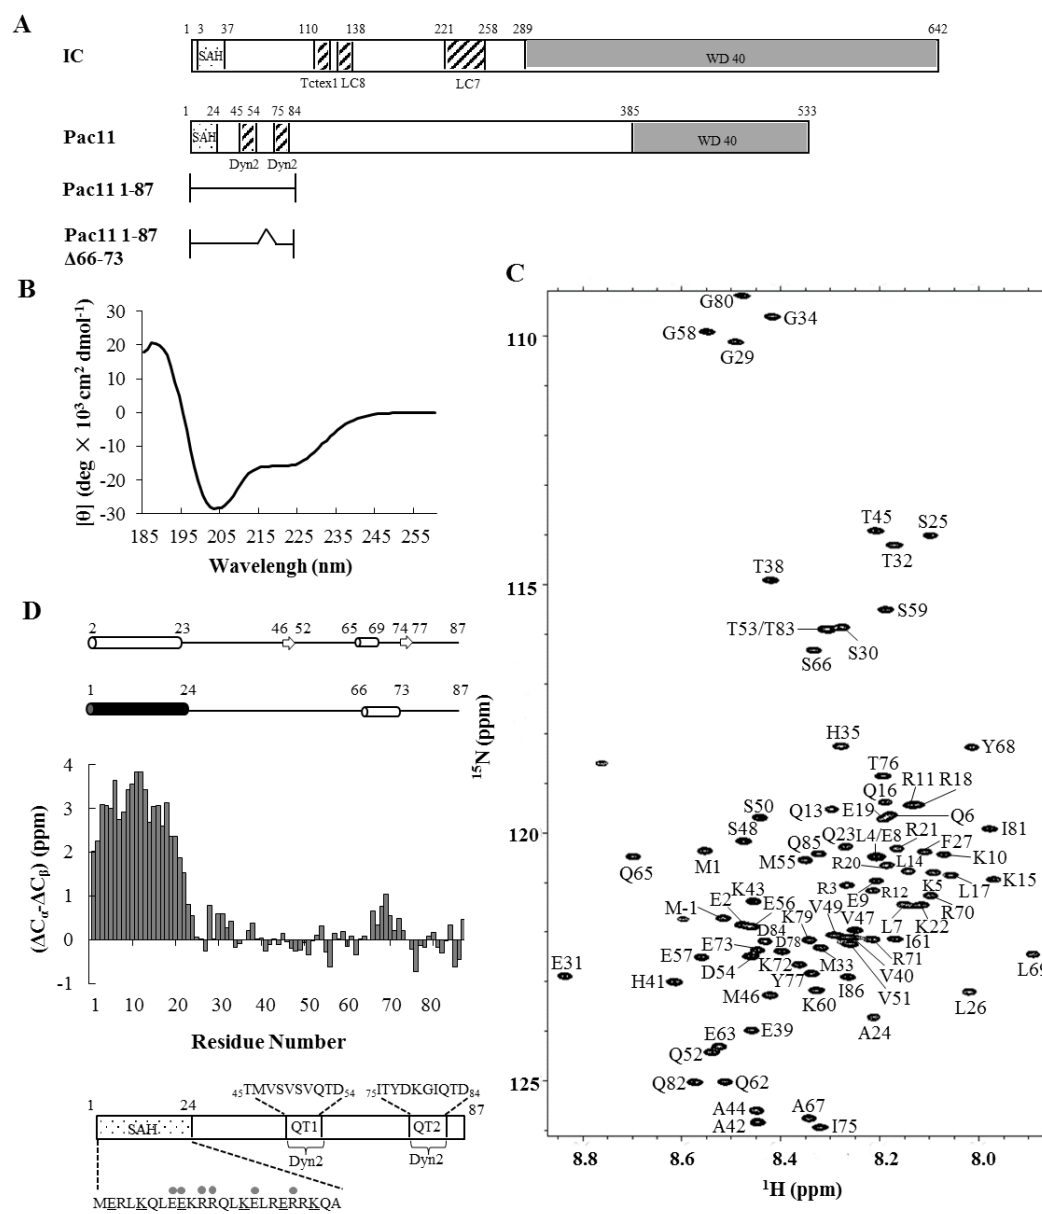 A
1 3 37 110 138 221 258 289 642
IC
SAH
WD 40
Tctex1 LC8
LC7
1 24 45 54 75 84 385 533
Pac11
SAH
WD 40
Dyn2 Dyn2
Pac11 1-87
Pac11 1-87
Δ66-73
B
30
20
10
0
-10
-20
-30
[θ] (deg × 10³ cm² dmol⁻¹)
185 195 205 215 225 235 245 255
Wavelengh (nm)
C
G80
G34
G58
G29
110
T45
S25
T32
T38
115
S59
T53/T83
S30
S66
H35
Y68
T76
R11 R18
Q16
Q13
E19
Q6
S50
S48
Q85
Q23
L4/E8
R21
I81
F27
120
M1
M55
R20
L14
K10
Q65
K15
K43
R3
E9
R12
K5
L17
R70
E2
E56
K79
V49
V47
L7
K22
M-1
D84
I61
E73
D78
R71
E57
D54
K72
M33
V40
E31
L69
H41
Y77
I86
V51
M46
K60
L26
A24
E39
E63
Q52
Q82
Q62
125
A44
A67
A42
I75
¹⁵N (ppm)
8.8 8.6 8.4 8.2 8.0
¹H (ppm)
D
2 23 46 52 65 69 74 77 87
1 24 66 73 87
4
3
2
1
0
-1
(ΔCα-ΔCβ) (ppm)
1 10 20 30 40 50 60 70 80
Residue Number
₄₅TMVSVSVQTD₅₄ ₇₅ITYDKGIQTD₈₄
1 24 87
SAH QT1 QT2
Dyn2 Dyn2
MERLKQLEEKRRQLKELRERRKQA